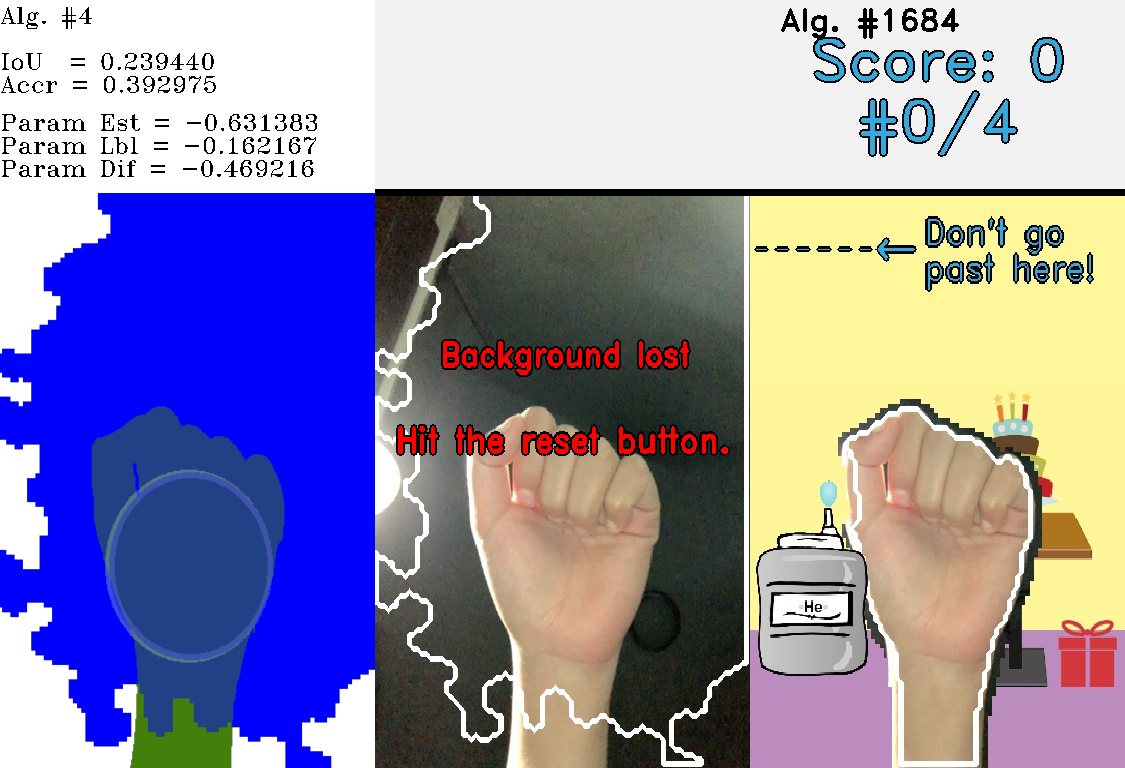 Alg. #4
IoU = 0.239440
Accr = 0.392975
Param Est = −0.631383
Param Lbl = −0.162167
Param Dif = −0.469216
Alg. #1684
Score: 0
#0/4
Background lost
Hit the reset button.
Don't go
past here!
He